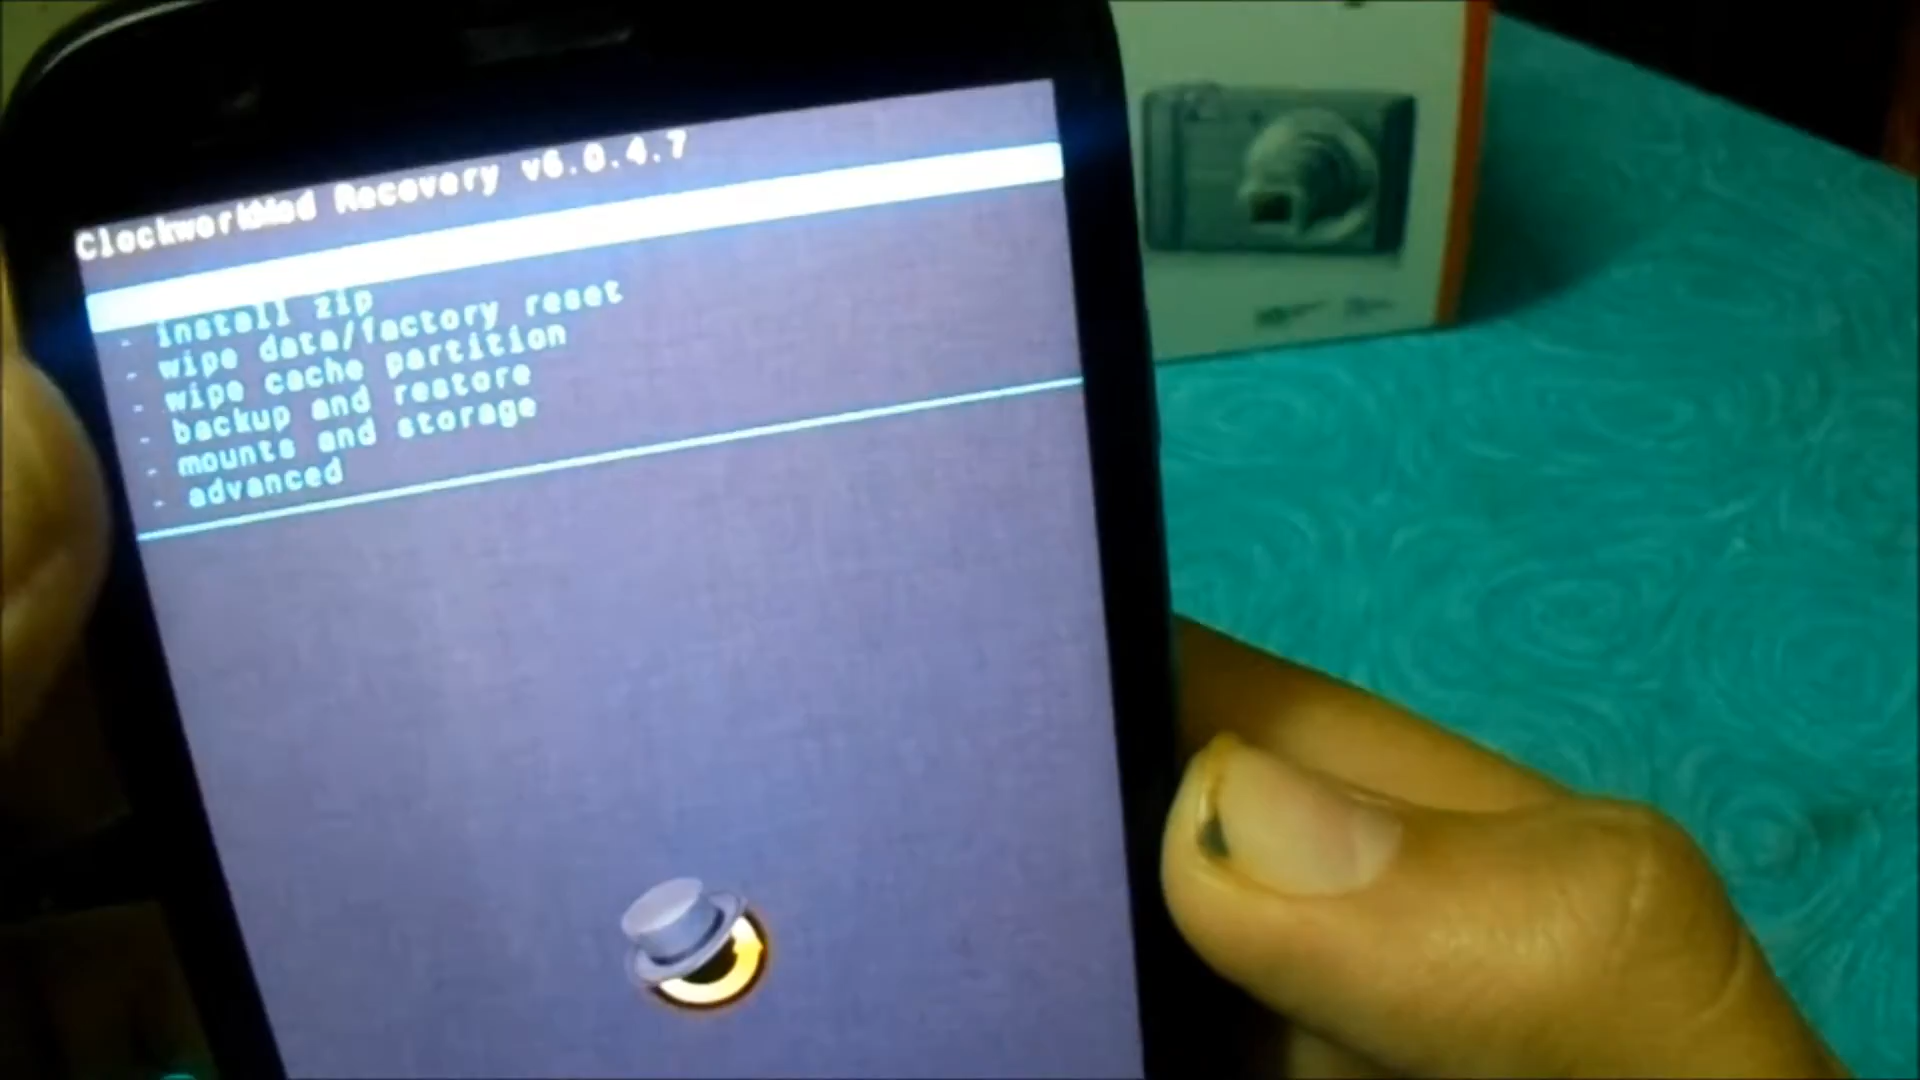 ClockworkMod Recovery v6.0.4.7
- install zip
- wipe data/factory reset
- wipe cache partition
- backup and restore
- mounts and storage
- advanced